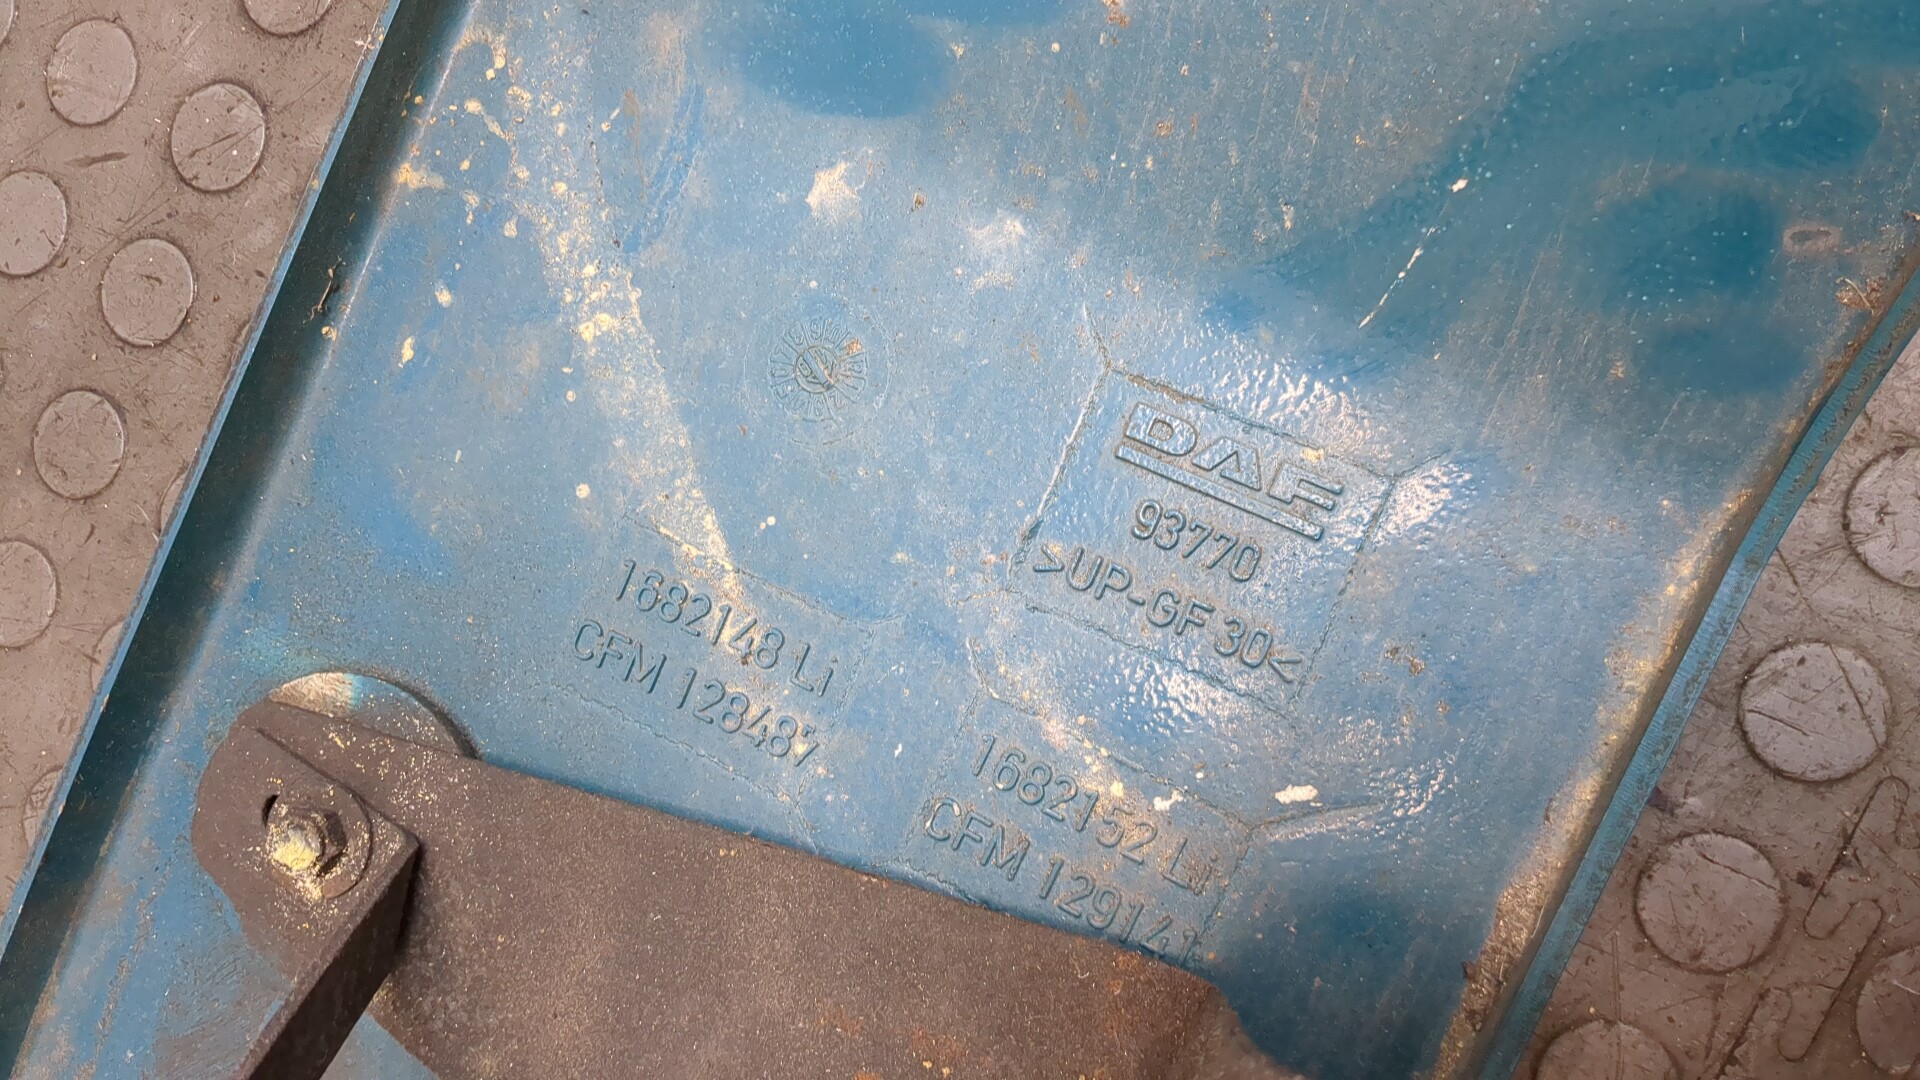 DAF
93770
>UP-GF 30<
1682148 Li
CFM 128487
1682152 Li
CFM 129141